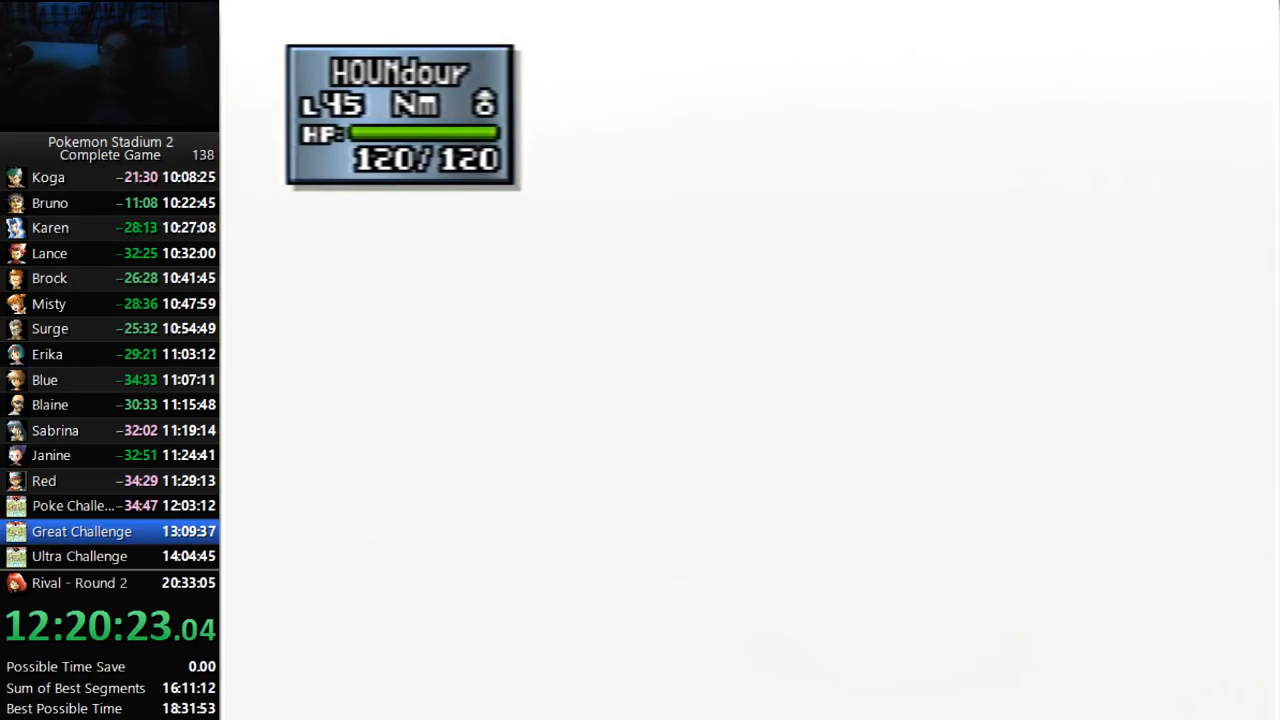 Pokemon Stadium 2
Complete Game 138
Koga -21:30 10:08:25
Bruno -11:08 10:22:45
Karen -28:13 10:27:08
Lance -32:25 10:32:00
Brock -26:28 10:41:45
Misty -28:36 10:47:59
Surge -25:32 10:54:49
Erika -29:21 11:03:12
Blue -34:33 11:07:11
Blaine -30:33 11:15:48
Sabrina -32:02 11:19:14
Janine -32:51 11:24:41
Red -34:29 11:29:13
Poke Challe... -34:47 12:03:12
Great Challenge 13:09:37
Ultra Challenge 14:04:45
Rival - Round 2 20:33:05
12:20:23.04
Possible Time Save 0.00
Sum of Best Segments 16:11:12
Best Possible Time 18:31:53
HOUNdour
L45 Nm ♂
HP:
120/120